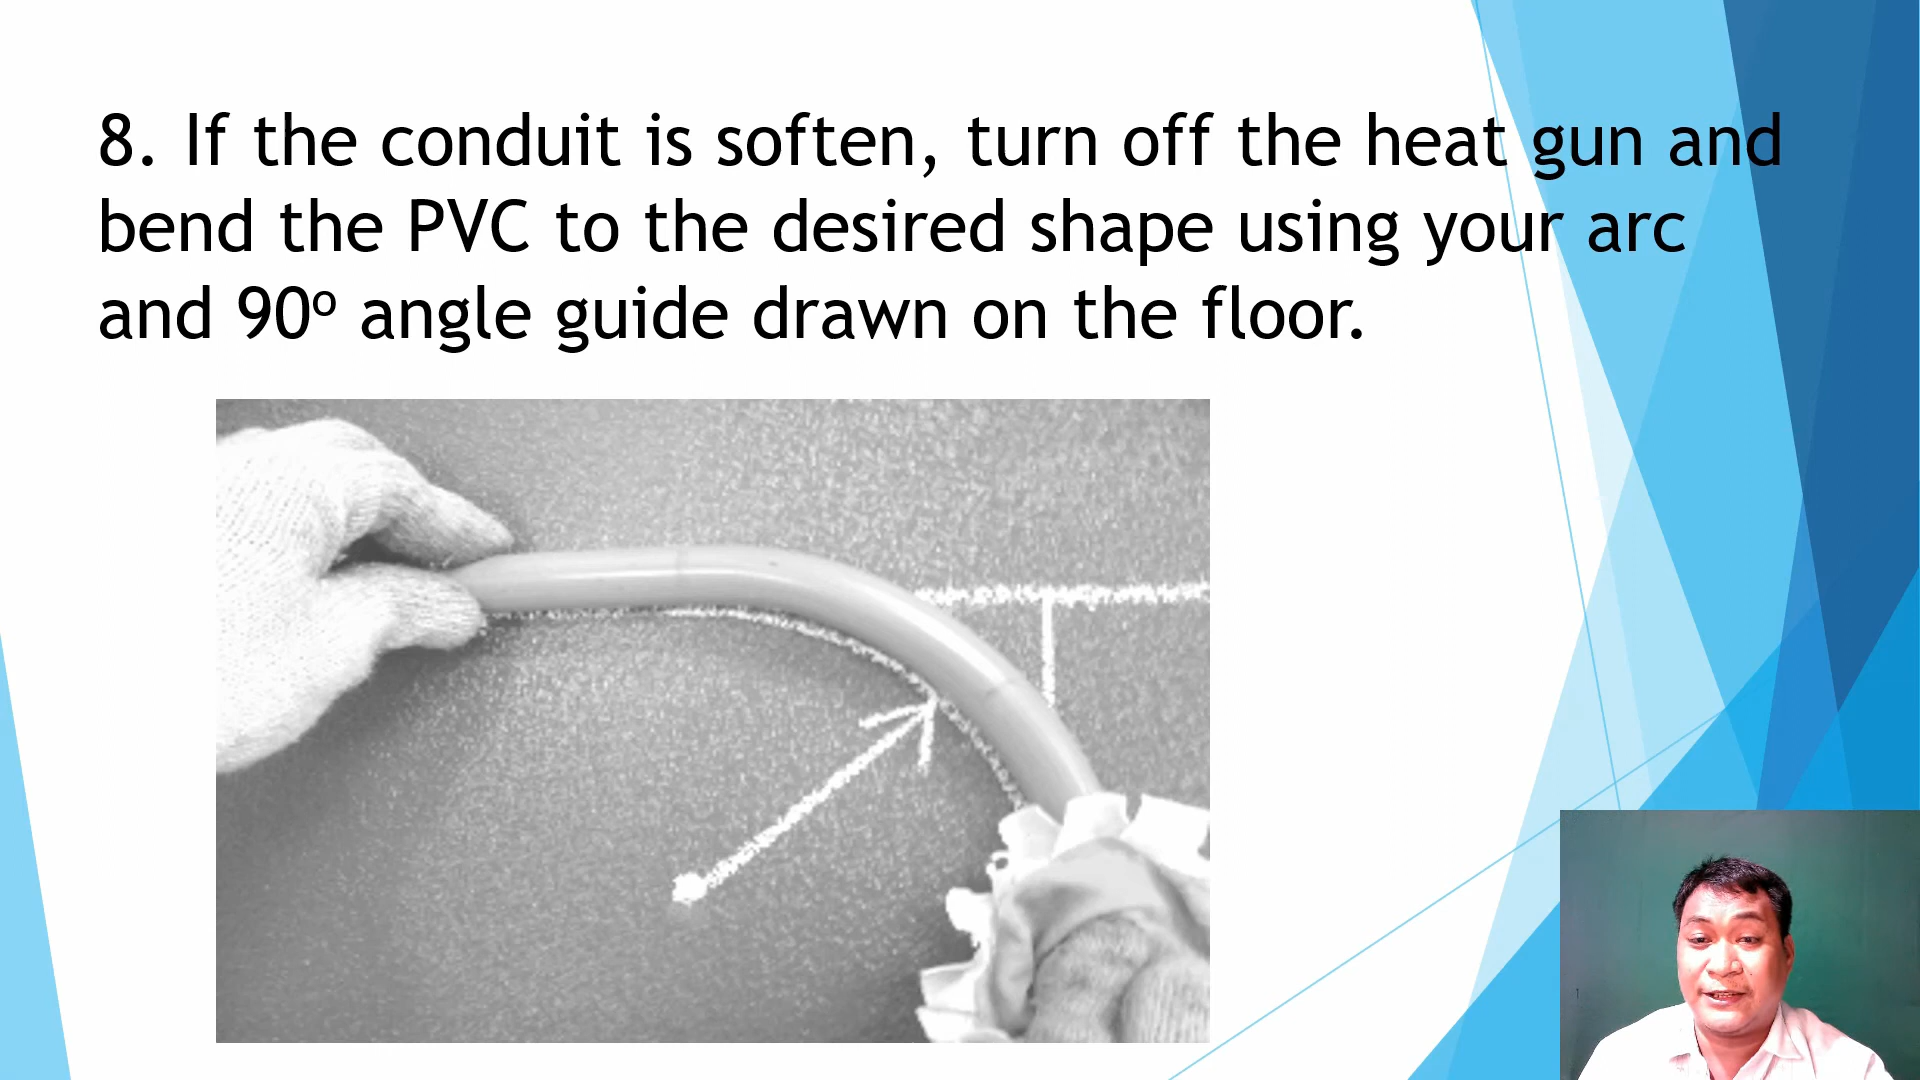 8. If the conduit is soften, turn off the heat gun and
bend the PVC to the desired shape using your arc
and 90º angle guide drawn on the floor.